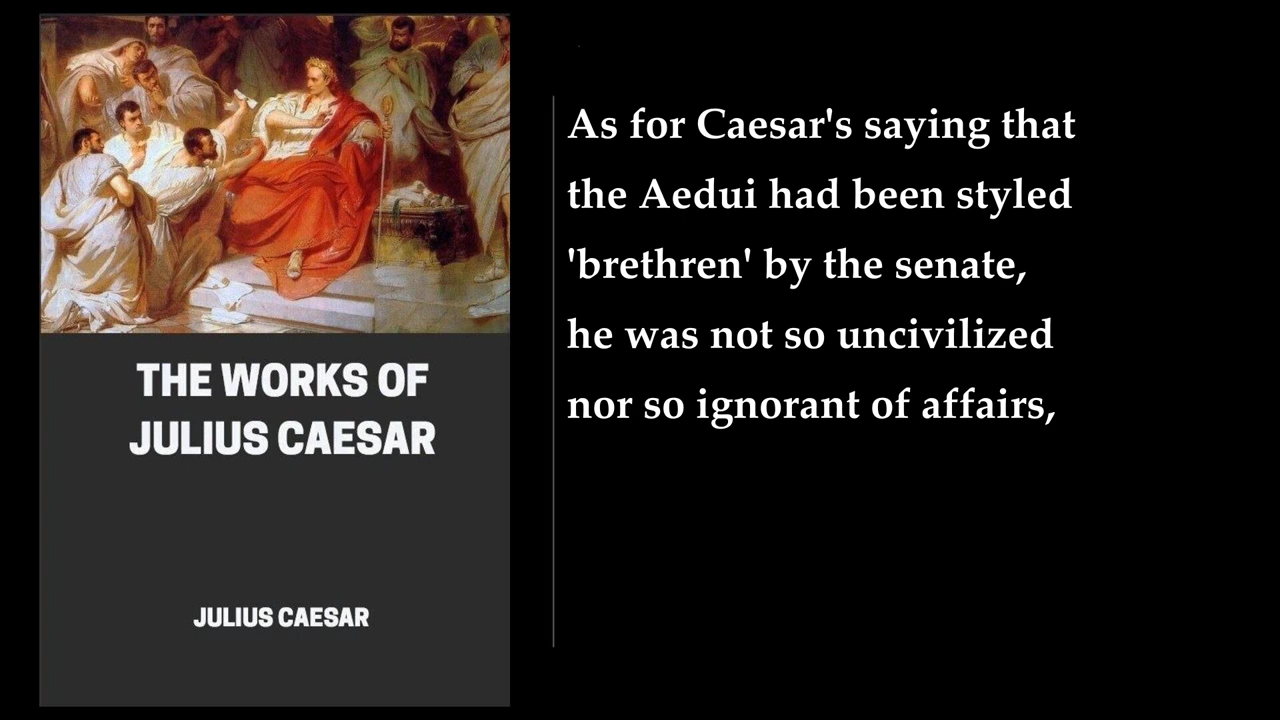 THE WORKS OF
JULIUS CAESAR
JULIUS CAESAR
As for Caesar's saying that
the Aedui had been styled
'brethren' by the senate,
he was not so uncivilized
nor so ignorant of affairs,